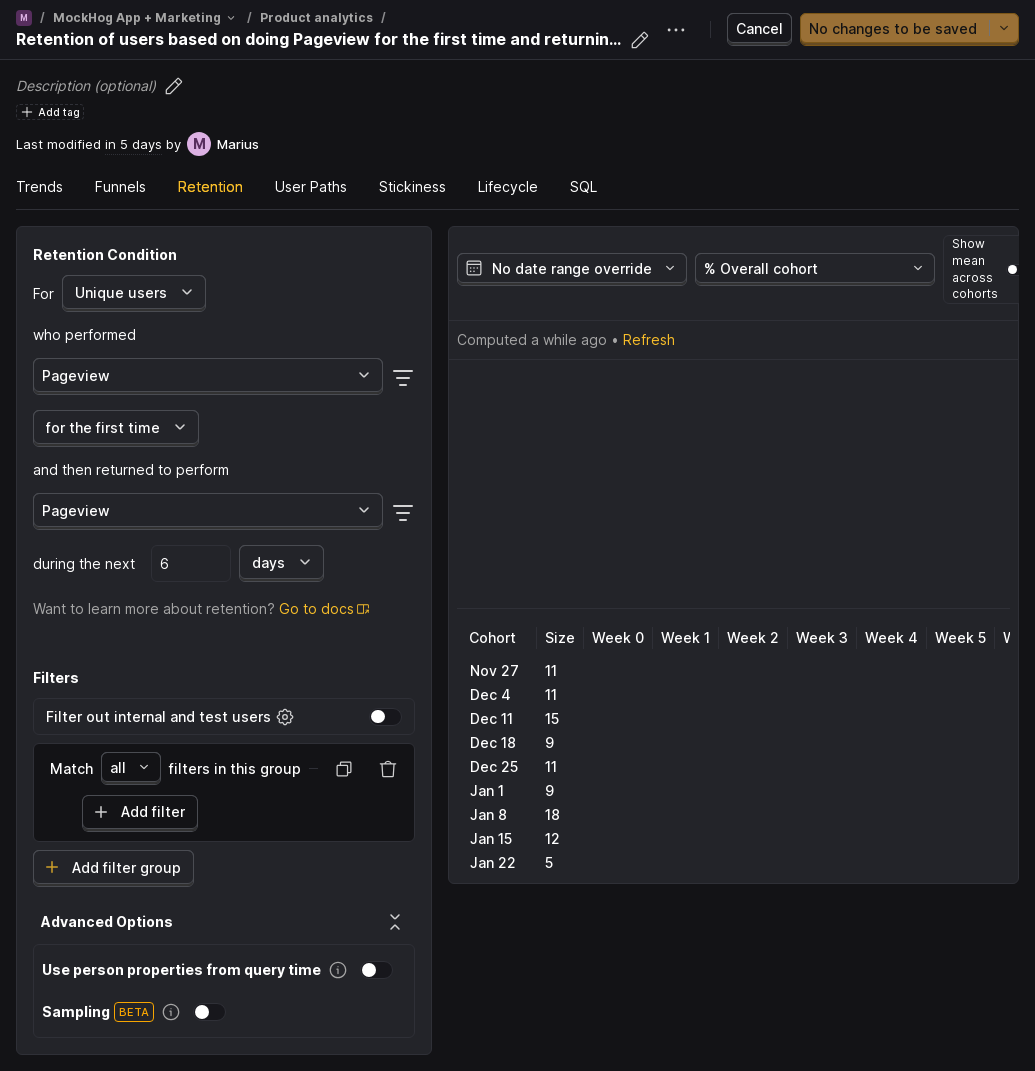 M / MockHog App + Marketing / Product analytics /
Retention of users based on doing Pageview for the first time and returnin...
Cancel
No changes to be saved
Description (optional)
Add tag
Last modified in 5 days by M Marius
Trends Funnels Retention User Paths Stickiness Lifecycle SQL
Retention Condition
For Unique users
who performed
Pageview
for the first time
and then returned to perform
Pageview
during the next 6 days
Want to learn more about retention? Go to docs
Filters
Filter out internal and test users
Match all filters in this group
Add filter
Add filter group
Advanced Options
Use person properties from query time
Sampling BETA
No date range override
% Overall cohort
Show
mean
across
cohorts
Computed a while ago • Refresh
Cohort Size Week 0 Week 1 Week 2 Week 3 Week 4 Week 5
Nov 27 11
Dec 4 11
Dec 11 15
Dec 18 9
Dec 25 11
Jan 1 9
Jan 8 18
Jan 15 12
Jan 22 5